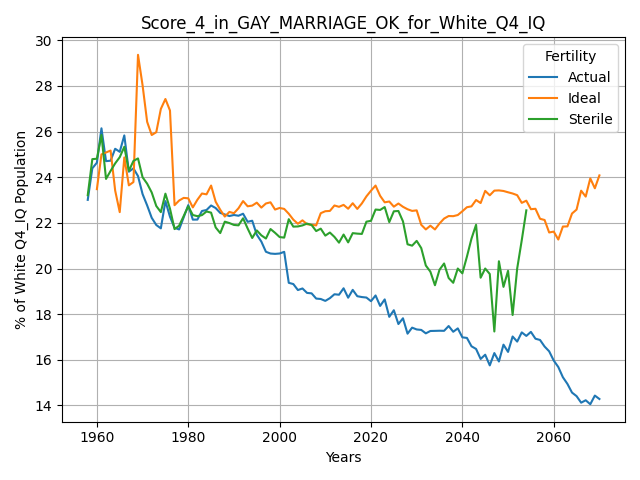 Score_4_in_GAY_MARRIAGE_OK_for_White_Q4_IQ
Fertility
Actual
Ideal
Sterile
% of White Q4_IQ Population
30
28
26
24
22
20
18
16
14
1960
1980
2000
2020
2040
2060
Years